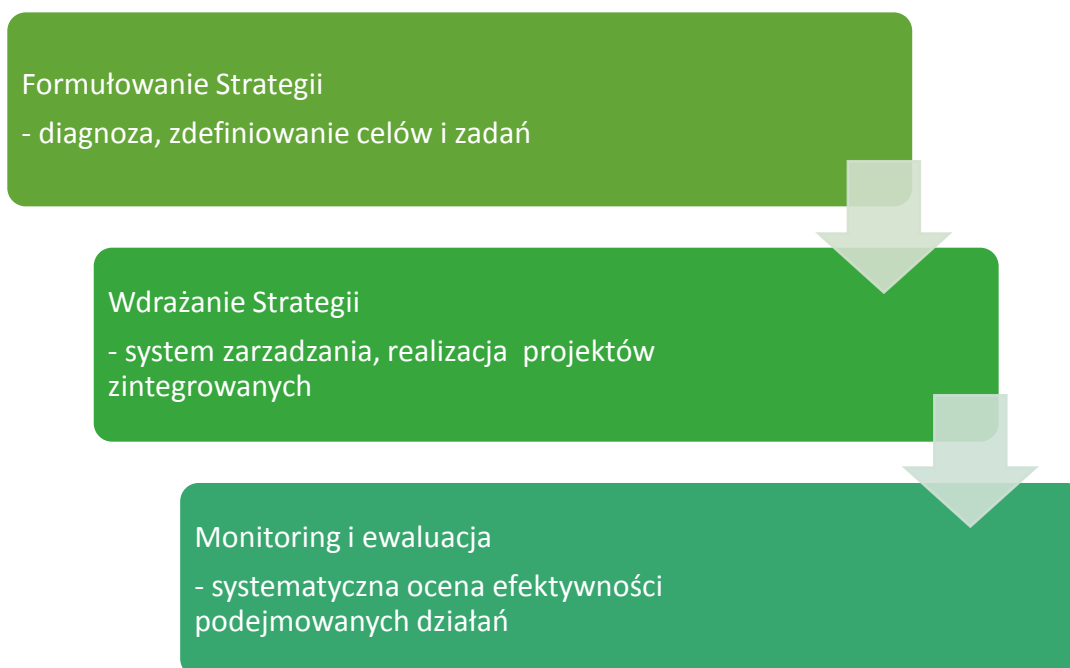 Formułowanie Strategii
- diagnoza, zdefiniowanie celów i zadań
Wdrażanie Strategii
- system zarzadzania, realizacja  projektów
zintegrowanych
Monitoring i ewaluacja
- systematyczna ocena efektywności
podejmowanych działań